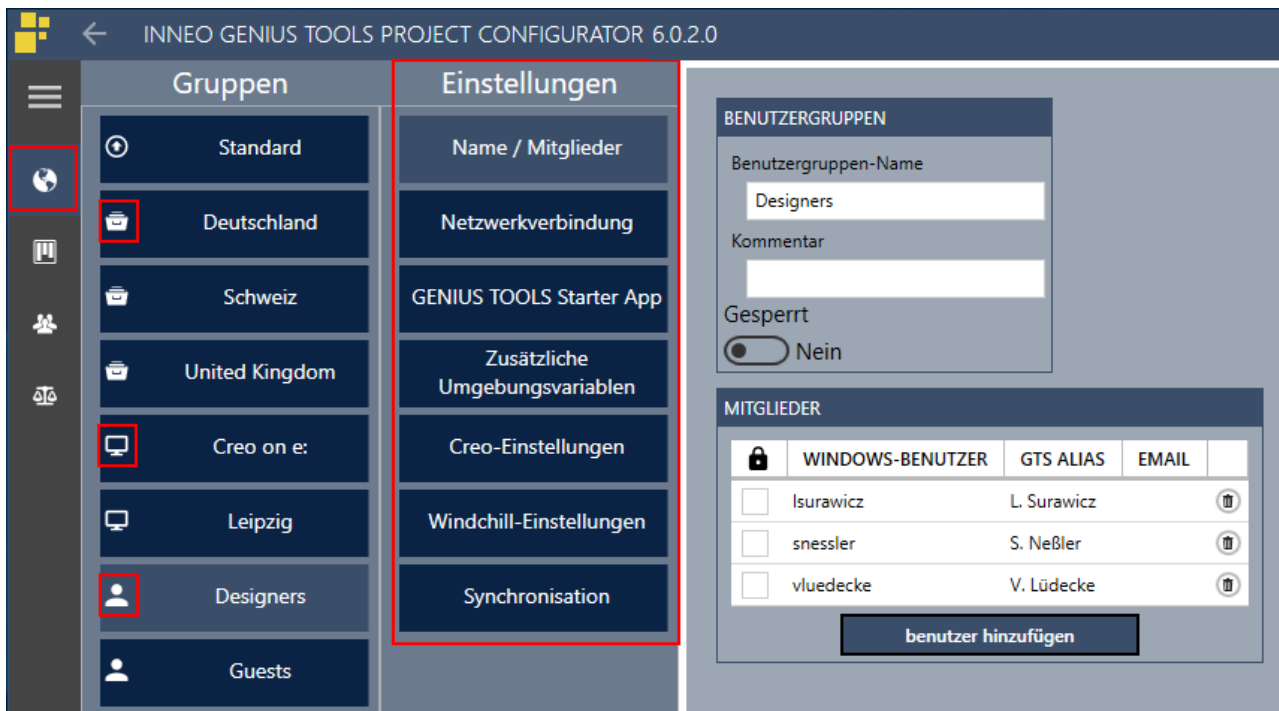 INNEO GENIUS TOOLS PROJECT CONFIGURATOR 6.0.2.0
Gruppen
Standard
Deutschland
Schweiz
United Kingdom
Creo on e:
Leipzig
Designers
Guests
Einstellungen
Name / Mitglieder
Netzwerkverbindung
GENIUS TOOLS Starter App
Zusätzliche
Umgebungsvariablen
Creo-Einstellungen
Windchill-Einstellungen
Synchronisation
BENUTZERGRUPPEN
Benutzergruppen-Name
Designers
Kommentar
Gesperrt
Nein
MITGLIEDER
WINDOWS-BENUTZER GTS ALIAS EMAIL
lsurawicz L. Surawicz
snessler S. Neßler
vluedecke V. Lüdecke
benutzer hinzufügen